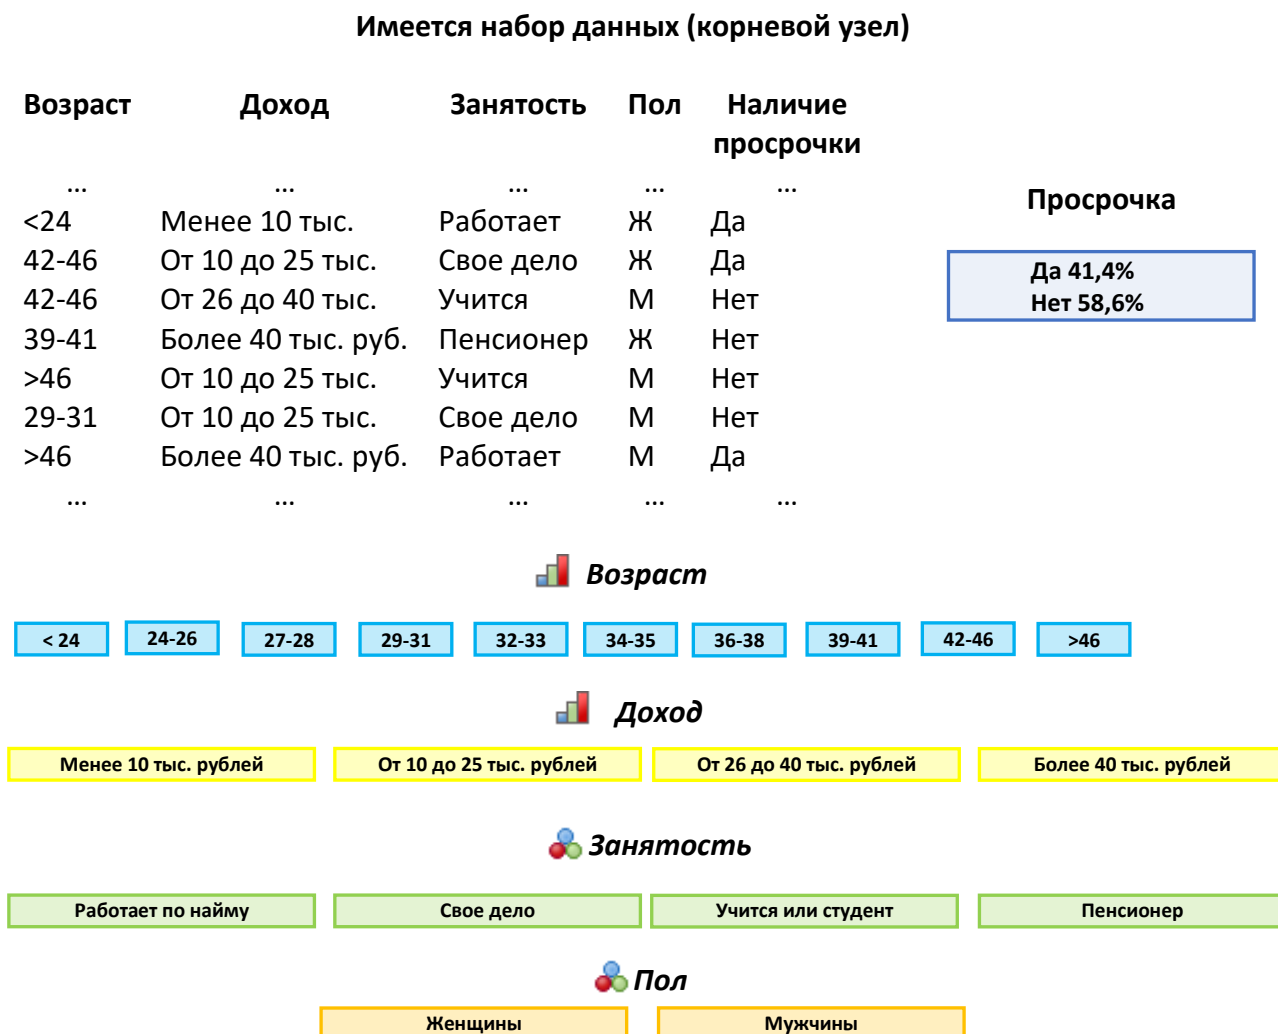 Имеется набор данных (корневой узел)
Возраст Доход Занятость Пол Наличие просрочки
... ... ... ... ...
<24 Менее 10 тыс. Работает Ж Да
42-46 От 10 до 25 тыс. Свое дело Ж Да
42-46 От 26 до 40 тыс. Учится М Нет
39-41 Более 40 тыс. руб. Пенсионер Ж Нет
>46 От 10 до 25 тыс. Учится М Нет
29-31 От 10 до 25 тыс. Свое дело М Нет
>46 Более 40 тыс. руб. Работает М Да
... ... ... ... ...
Просрочка
Да 41,4%
Нет 58,6%
Возраст
< 24 24-26 27-28 29-31 32-33 34-35 36-38 39-41 42-46 >46
Доход
Менее 10 тыс. рублей От 10 до 25 тыс. рублей От 26 до 40 тыс. рублей Более 40 тыс. рублей
Занятость
Работает по найму Свое дело Учится или студент Пенсионер
Пол
Женщины Мужчины